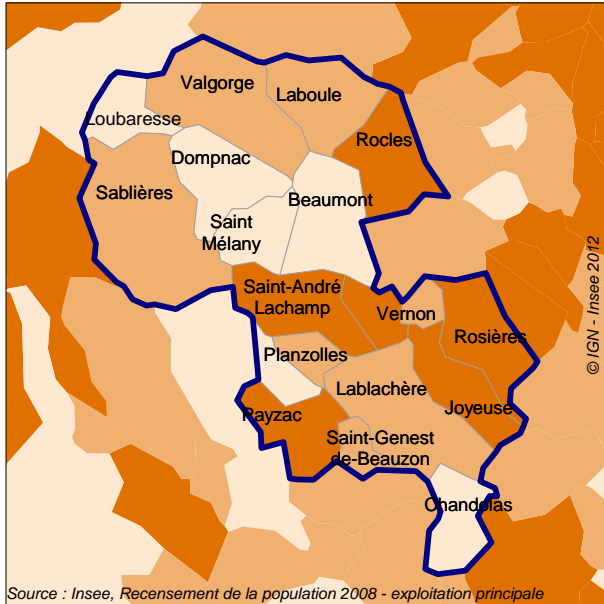 Valgorge
Laboule
Loubaresse
Rocles
Dompnac
Sablières
Beaumont
Saint
Mélany
Saint-André
Lachamp
Vernon
Rosières
Planzolles
Lablachère
Payzac
Joyeuse
Saint-Genest
de-Beauzon
Chandolas
© IGN - Insee 2012
Source : Insee, Recensement de la population 2008 - exploitation principale